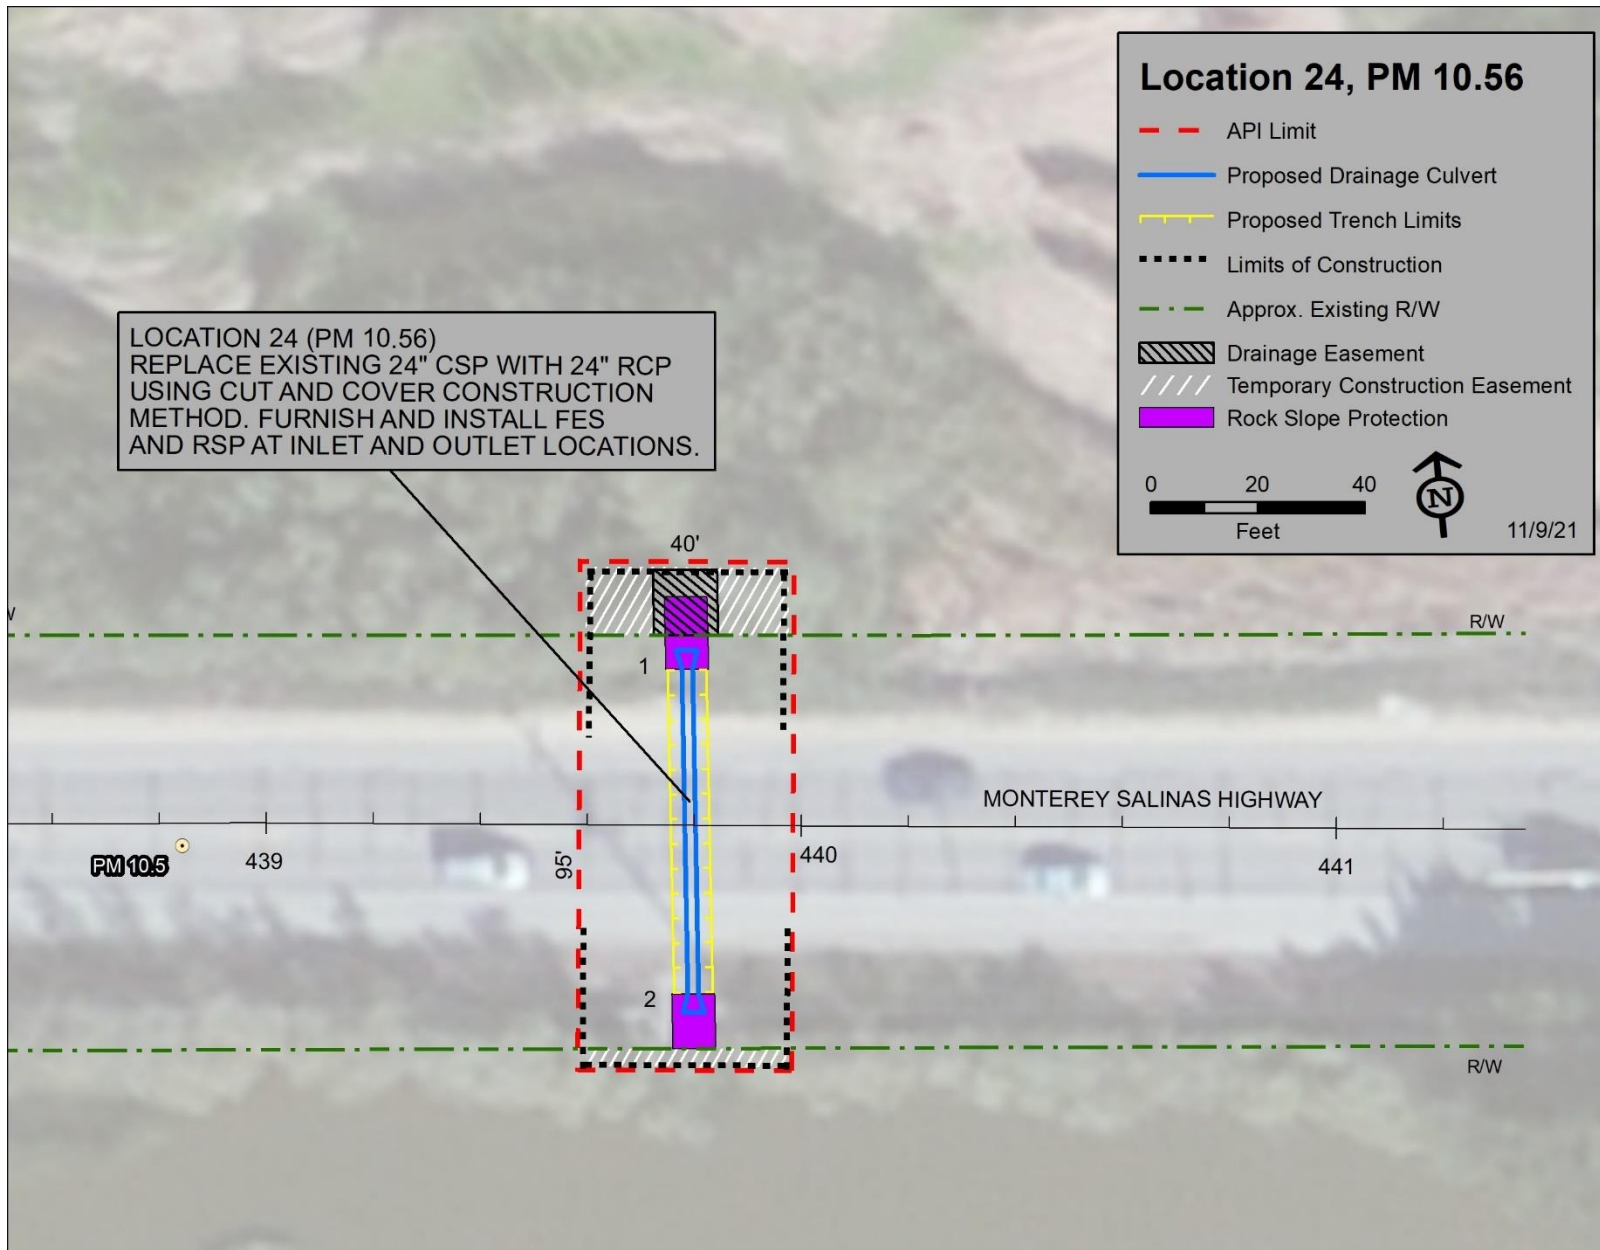 Location 24, PM 10.56
API Limit
Proposed Drainage Culvert
Proposed Trench Limits
Limits of Construction
Approx. Existing R/W
Drainage Easement
Temporary Construction Easement
Rock Slope Protection
0 20 40
Feet
N
11/9/21
LOCATION 24 (PM 10.56)
REPLACE EXISTING 24" CSP WITH 24" RCP
USING CUT AND COVER CONSTRUCTION
METHOD. FURNISH AND INSTALL FES
AND RSP AT INLET AND OUTLET LOCATIONS.
40'
R/W
1
MONTEREY SALINAS HIGHWAY
PM 10.5
439
95'
440
441
2
R/W